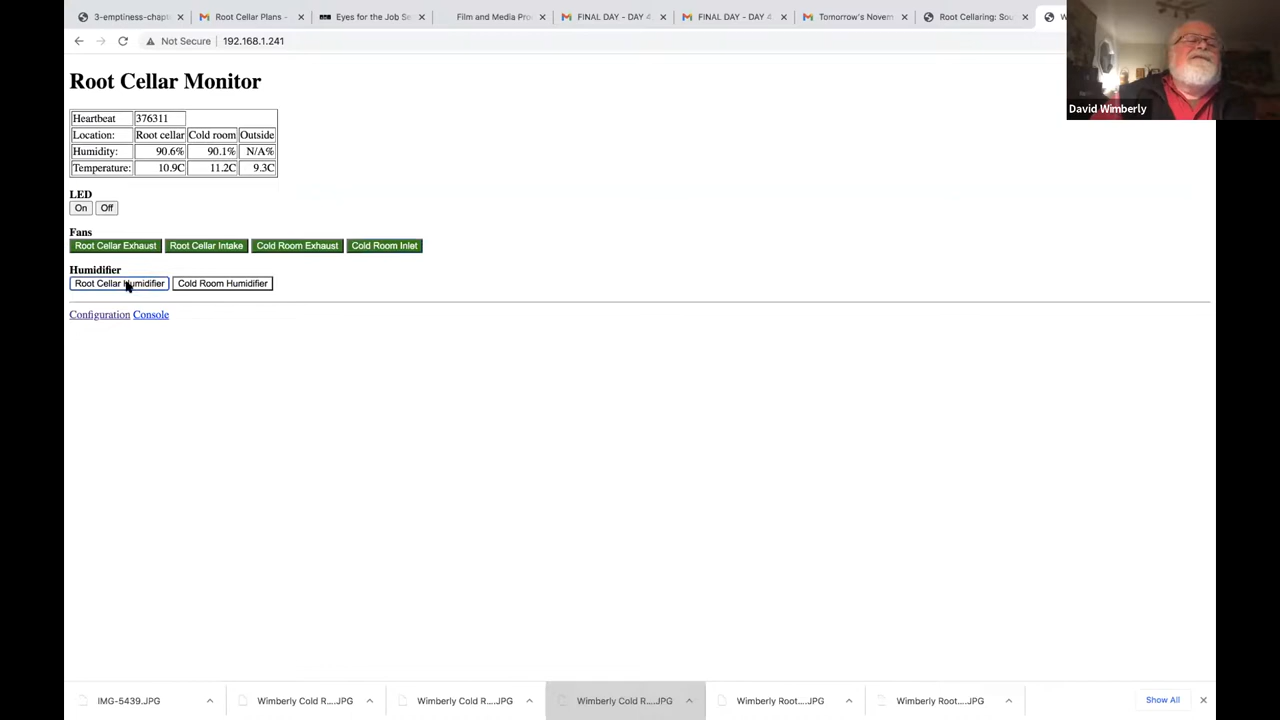 3-emptiness-chapt
Root Cellar Plans -
Eyes for the Job Se
Film and Media Pro
FINAL DAY - DAY 4
FINAL DAY - DAY 4
Tomorrow's Novem
Root Cellaring: Sou
Not Secure
192.168.1.241
David Wimberly
Root Cellar Monitor
Heartbeat 376311
Location: Root cellar Cold room Outside
Humidity: 90.6% 90.1% N/A%
Temperature: 10.9C 11.2C 9.3C
LED
On Off
Fans
Root Cellar Exhaust Root Cellar Intake Cold Room Exhaust Cold Room Inlet
Humidifier
Root Cellar Humidifier Cold Room Humidifier
Configuration Console
IMG-5439.JPG
Wimberly Cold R....JPG
Wimberly Cold R....JPG
Wimberly Cold R....JPG
Wimberly Root....JPG
Wimberly Root....JPG
Show All